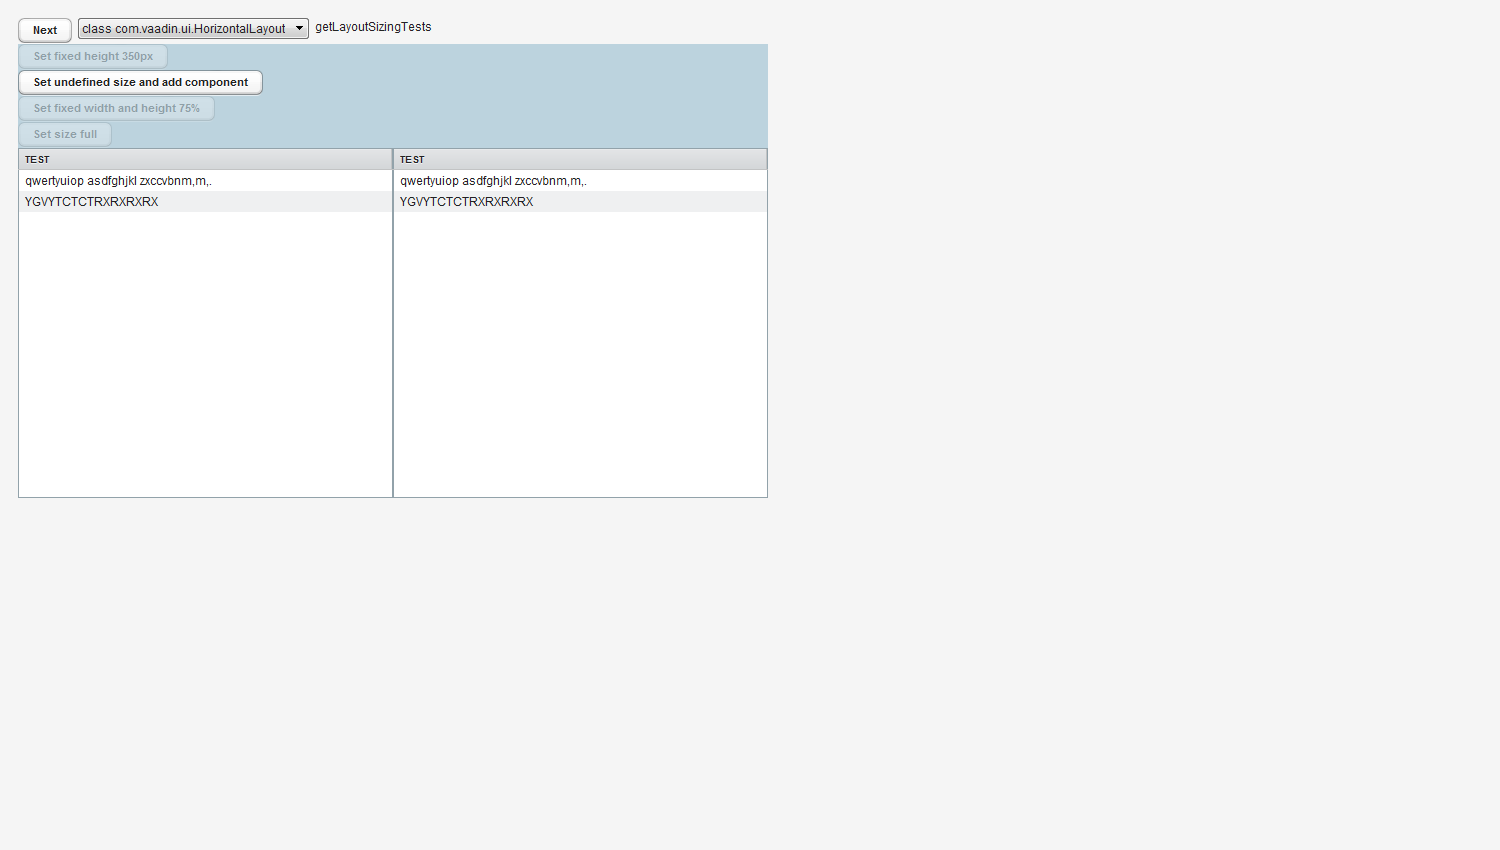 Next class com.vaadin.ui.HorizontalLayout getLayoutSizingTests
Set fixed height 350px
Set undefined size and add component
Set fixed width and height 75%
Set size full
TEST TEST
qwertyuiop asdfghjkl zxccvbnm,m,. qwertyuiop asdfghjkl zxccvbnm,m,.
YGVYTCTCTRXRXRXRX YGVYTCTCTRXRXRXRX